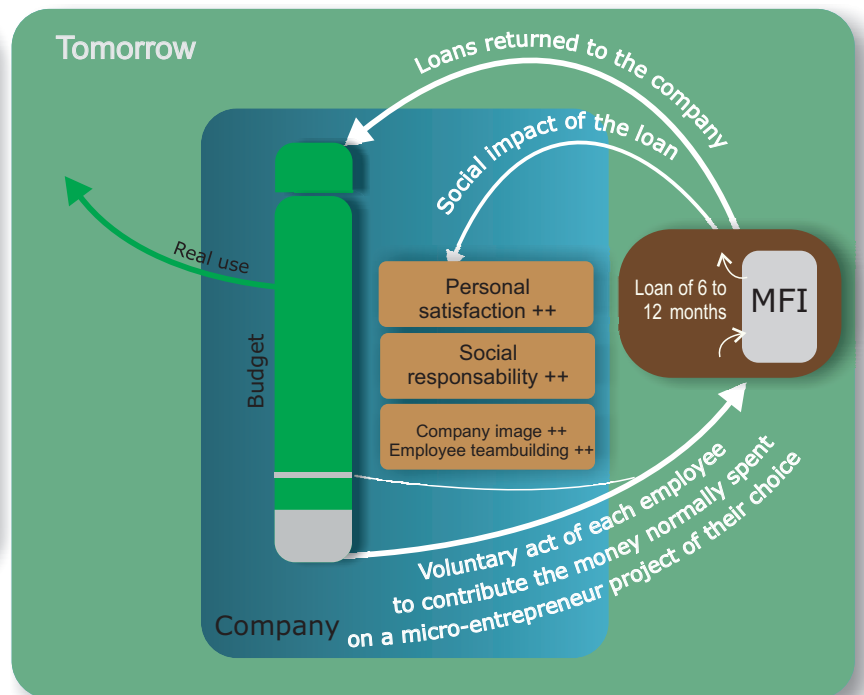 Tomorrow
Loans returned to the company
Social impact of the loan
Real use
Budget
Personal
satisfaction ++
Social
responsability ++
Company image ++
Employee teambuilding ++
Loan of 6 to
12 months
MFI
Voluntary act of each employee
to contribute the money normally spent
on a micro-entrepreneur project of their choice
Company